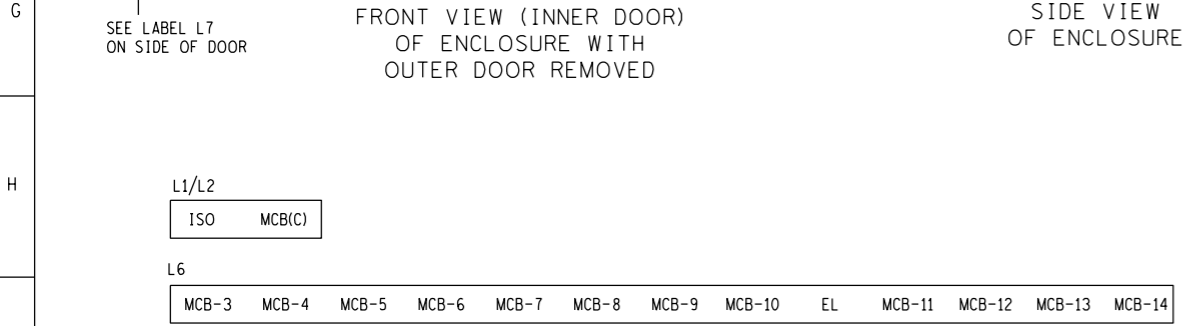 G
SEE LABEL L7
ON SIDE OF DOOR
FRONT VIEW (INNER DOOR)
OF ENCLOSURE WITH
OUTER DOOR REMOVED
SIDE VIEW
OF ENCLOSURE
H
L1/L2
ISO MCB(C)
L6
MCB-3 MCB-4 MCB-5 MCB-6 MCB-7 MCB-8 MCB-9 MCB-10 EL MCB-11 MCB-12 MCB-13 MCB-14